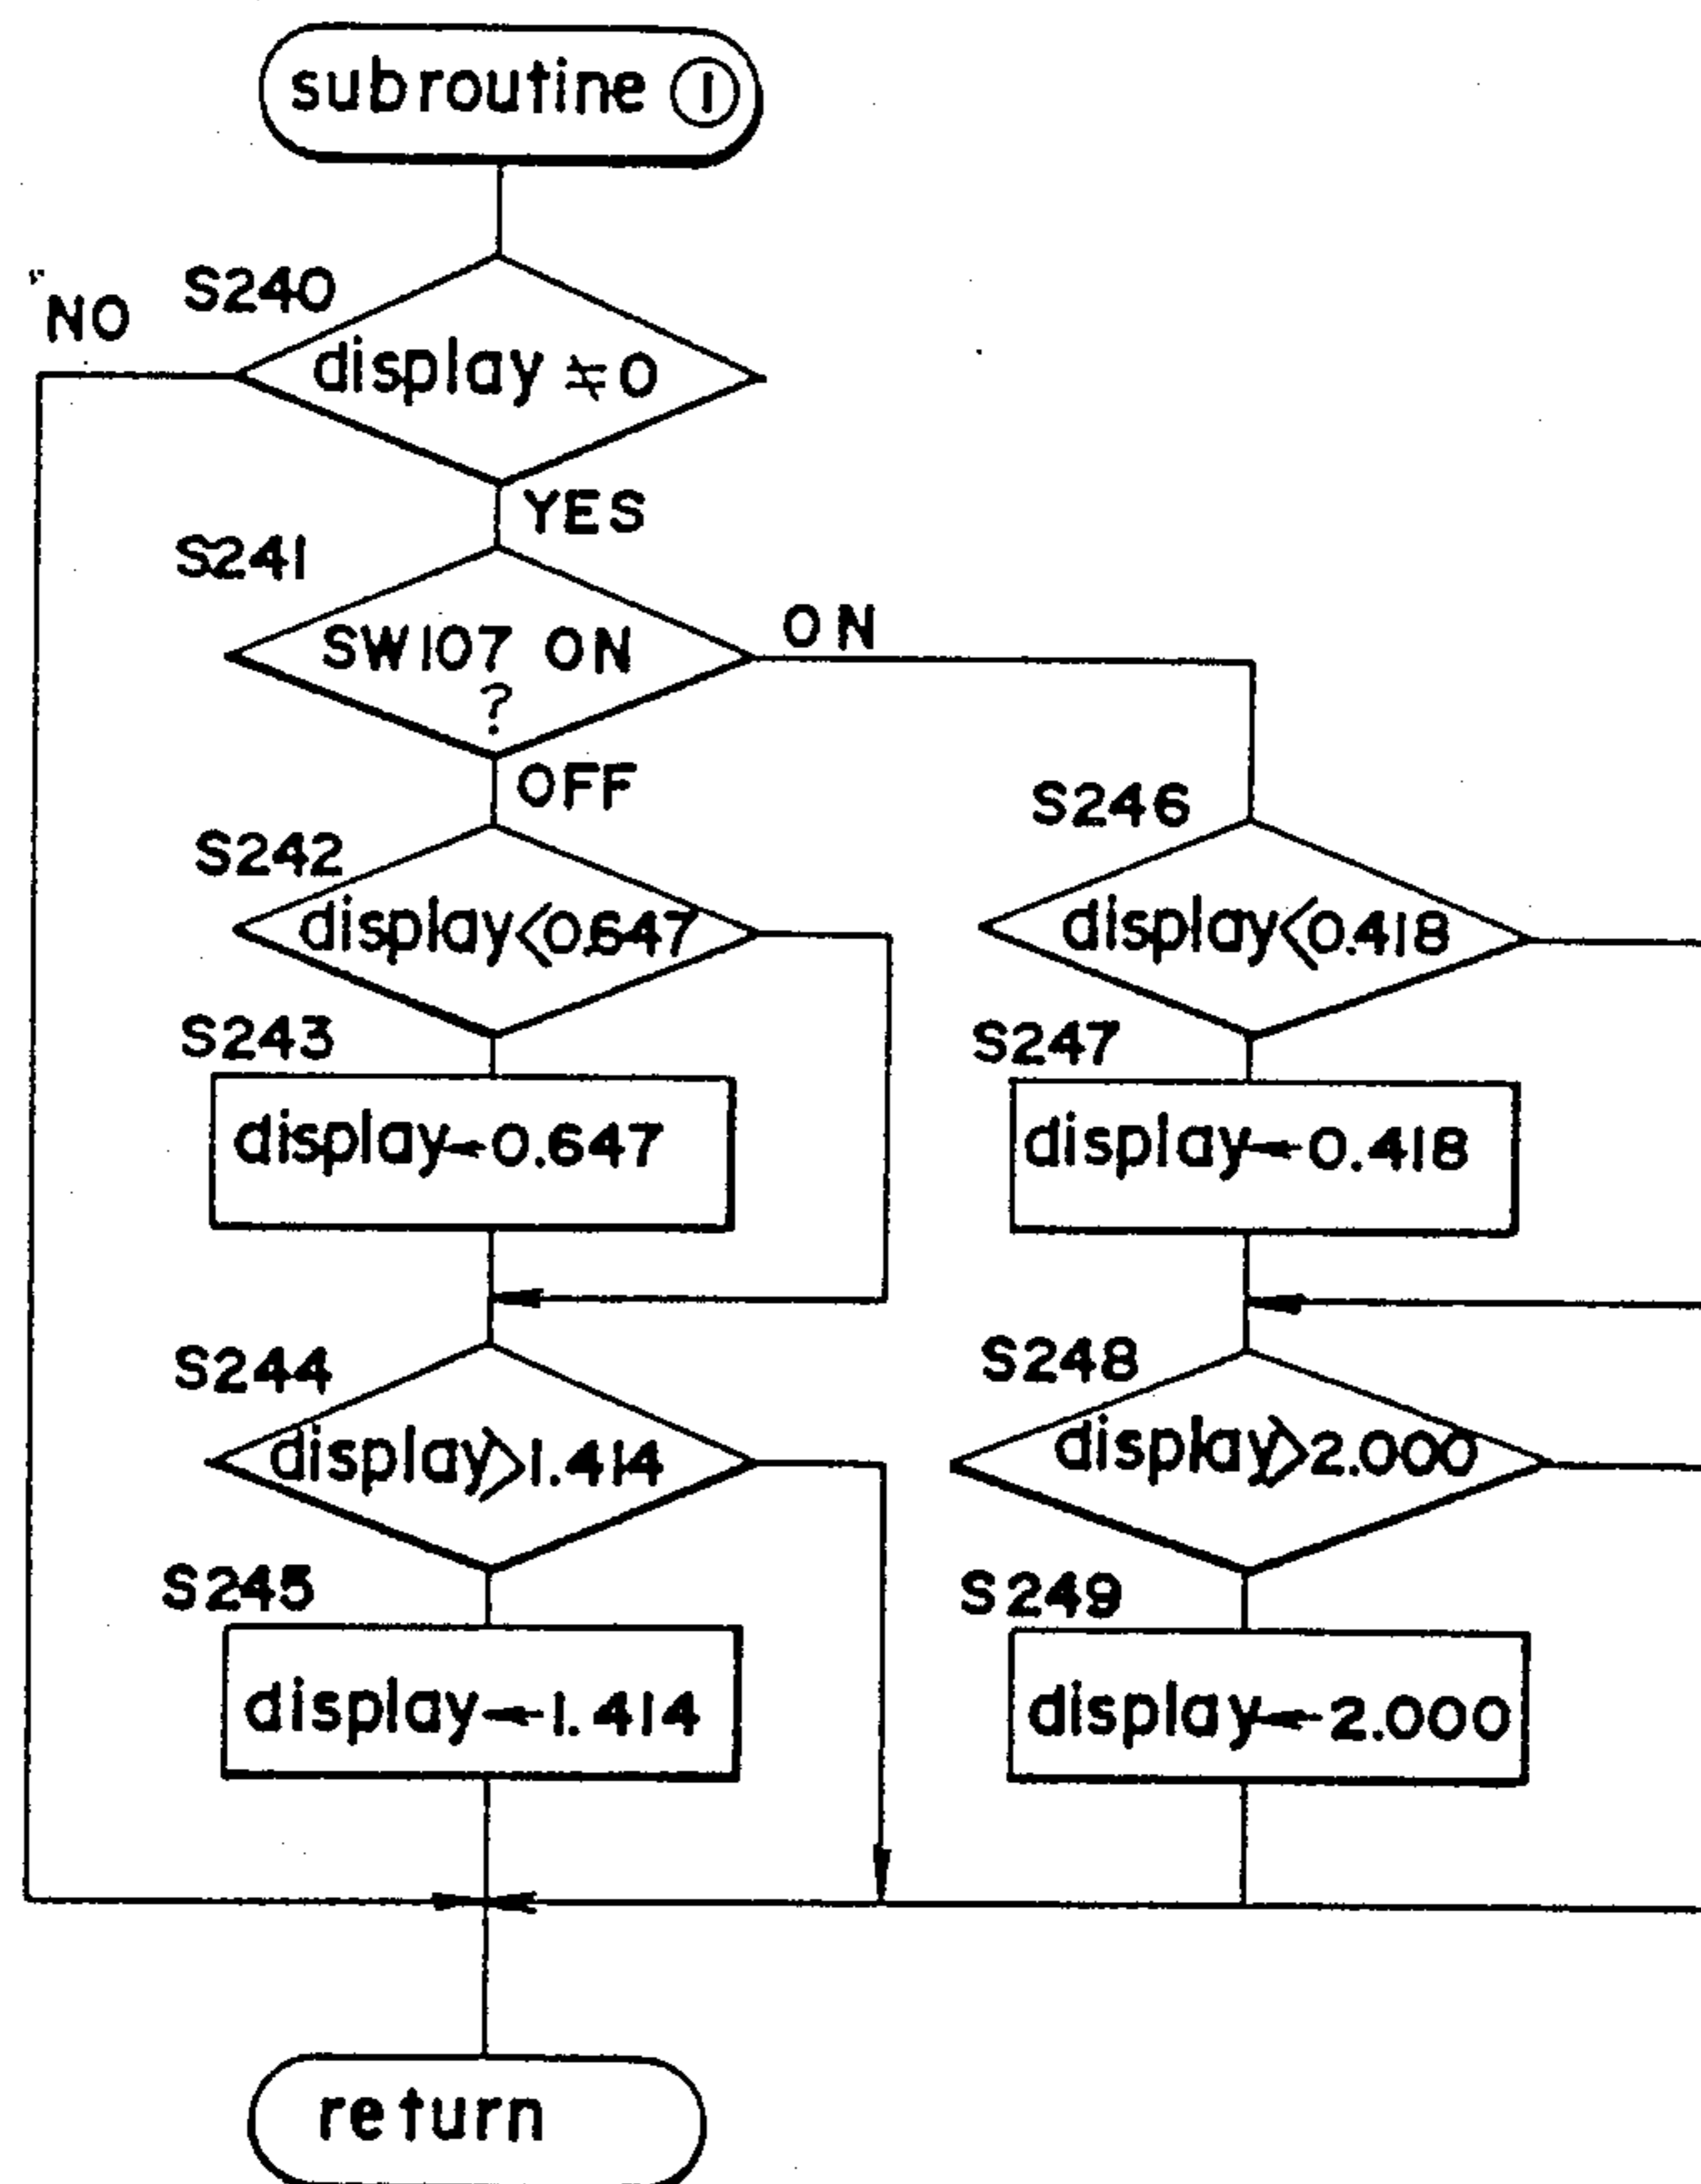 subroutine ①
NO
S240
display ≠ 0
YES
S241
SW107 ON
?
ON
OFF
S242
display<0.647
S243
display←0.647
S244
display>1.414
S245
display←1.414
S246
display<0.418
S247
display←0.418
S248
display>2.000
S249
display←2.000
return